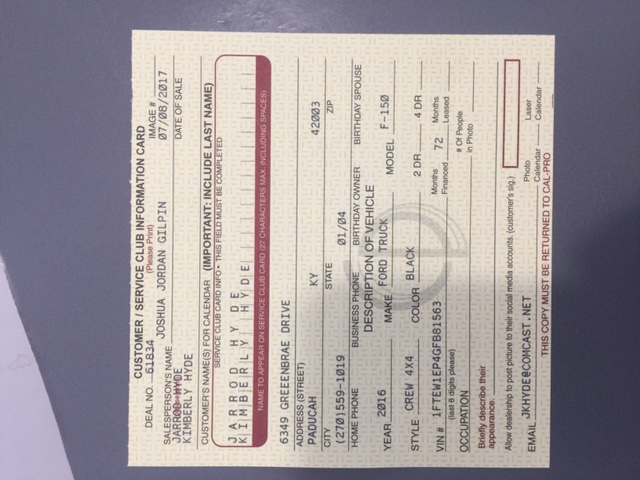 CUSTOMER / SERVICE CLUB INFORMATION CARD
(Please Print)
DEAL NO. 61834 IMAGE #
JOSHUA JORDAN GILPIN 07/08/2017
SALESPERSON'S NAME DATE OF SALE
JARROD HYDE
KIMBERLY HYDE
CUSTOMER'S NAME(S) FOR CALENDAR (IMPORTANT: INCLUDE LAST NAME)
SERVICE CLUB CARD INFO • THIS FIELD MUST BE COMPLETED
JARROD HYDE
KIMBERLY HYDE
NAME TO APPEAR ON SERVICE CLUB CARD (27 CHARACTERS MAX. INCLUDING SPACES)
6349 GREEENBRAE DRIVE
ADDRESS (STREET)
PADUCAH KY 42003
CITY STATE ZIP
(270)559-1019 01/04
HOME PHONE BUSINESS PHONE BIRTHDAY OWNER BIRTHDAY SPOUSE
DESCRIPTION OF VEHICLE
YEAR 2016 MAKE FORD TRUCK MODEL F-150
STYLE CREW 4X4 COLOR BLACK 2 DR 4 DR
VIN # 1FTEW1EP4GFB81563 Months Financed 72 Months Leased
(last 8 digits please)
OCCUPATION # Of People in Photo
Briefly describe their
appearance.
Allow dealership to post picture to their social media accounts. (customer's sig.)
EMAIL JKHYDE@COMCAST.NET Photo Calendar Laser Calendar
THIS COPY MUST BE RETURNED TO CAL-PRO